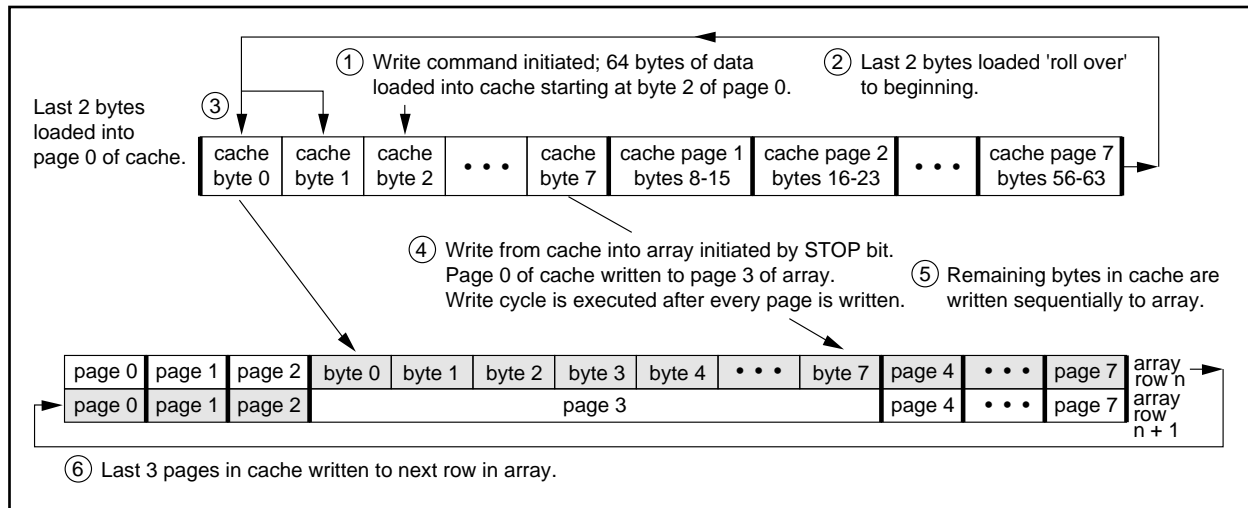 ① Write command initiated; 64 bytes of data
loaded into cache starting at byte 2 of page 0.
② Last 2 bytes loaded 'roll over'
to beginning.
③
Last 2 bytes
loaded into
page 0 of cache.
cache byte 0
cache byte 1
cache byte 2
• • •
cache byte 7
cache page 1 bytes 8-15
cache page 2 bytes 16-23
• • •
cache page 7 bytes 56-63
④ Write from cache into array initiated by STOP bit.
Page 0 of cache written to page 3 of array.
Write cycle is executed after every page is written.
⑤ Remaining bytes in cache are
written sequentially to array.
page 0 page 1 page 2 byte 0 byte 1 byte 2 byte 3 byte 4 • • • byte 7 page 4 • • • page 7 array row n
page 0 page 1 page 2 page 3 page 4 • • • page 7 array row n + 1
⑥ Last 3 pages in cache written to next row in array.